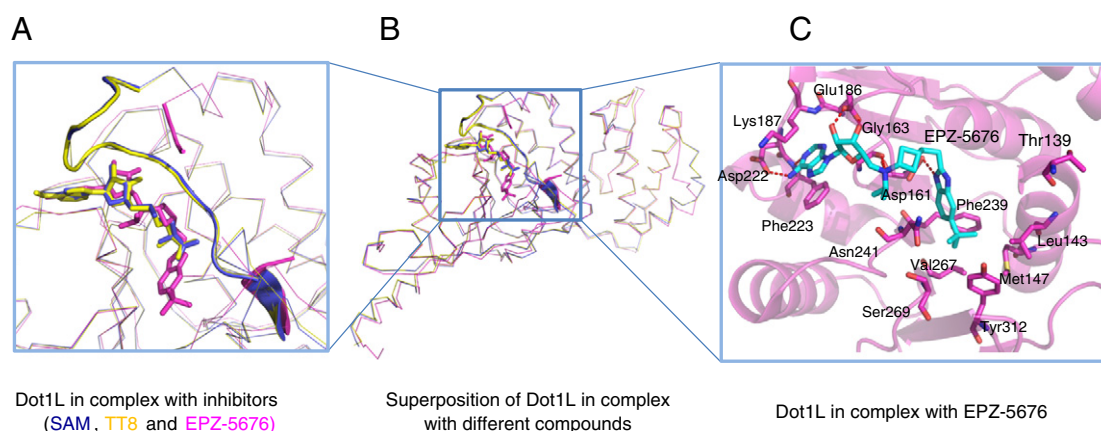 A
B
C
Glu186
Lys187
Gly163
EPZ-5676
Thr139
Asp222
Asp161
Phe239
Phe223
Leu143
Asn241
Val267
Met147
Ser269
Tyr312
Dot1L in complex with inhibitors
(SAM, TT8 and EPZ-5676)
Superposition of Dot1L in complex
with different compounds
Dot1L in complex with EPZ-5676